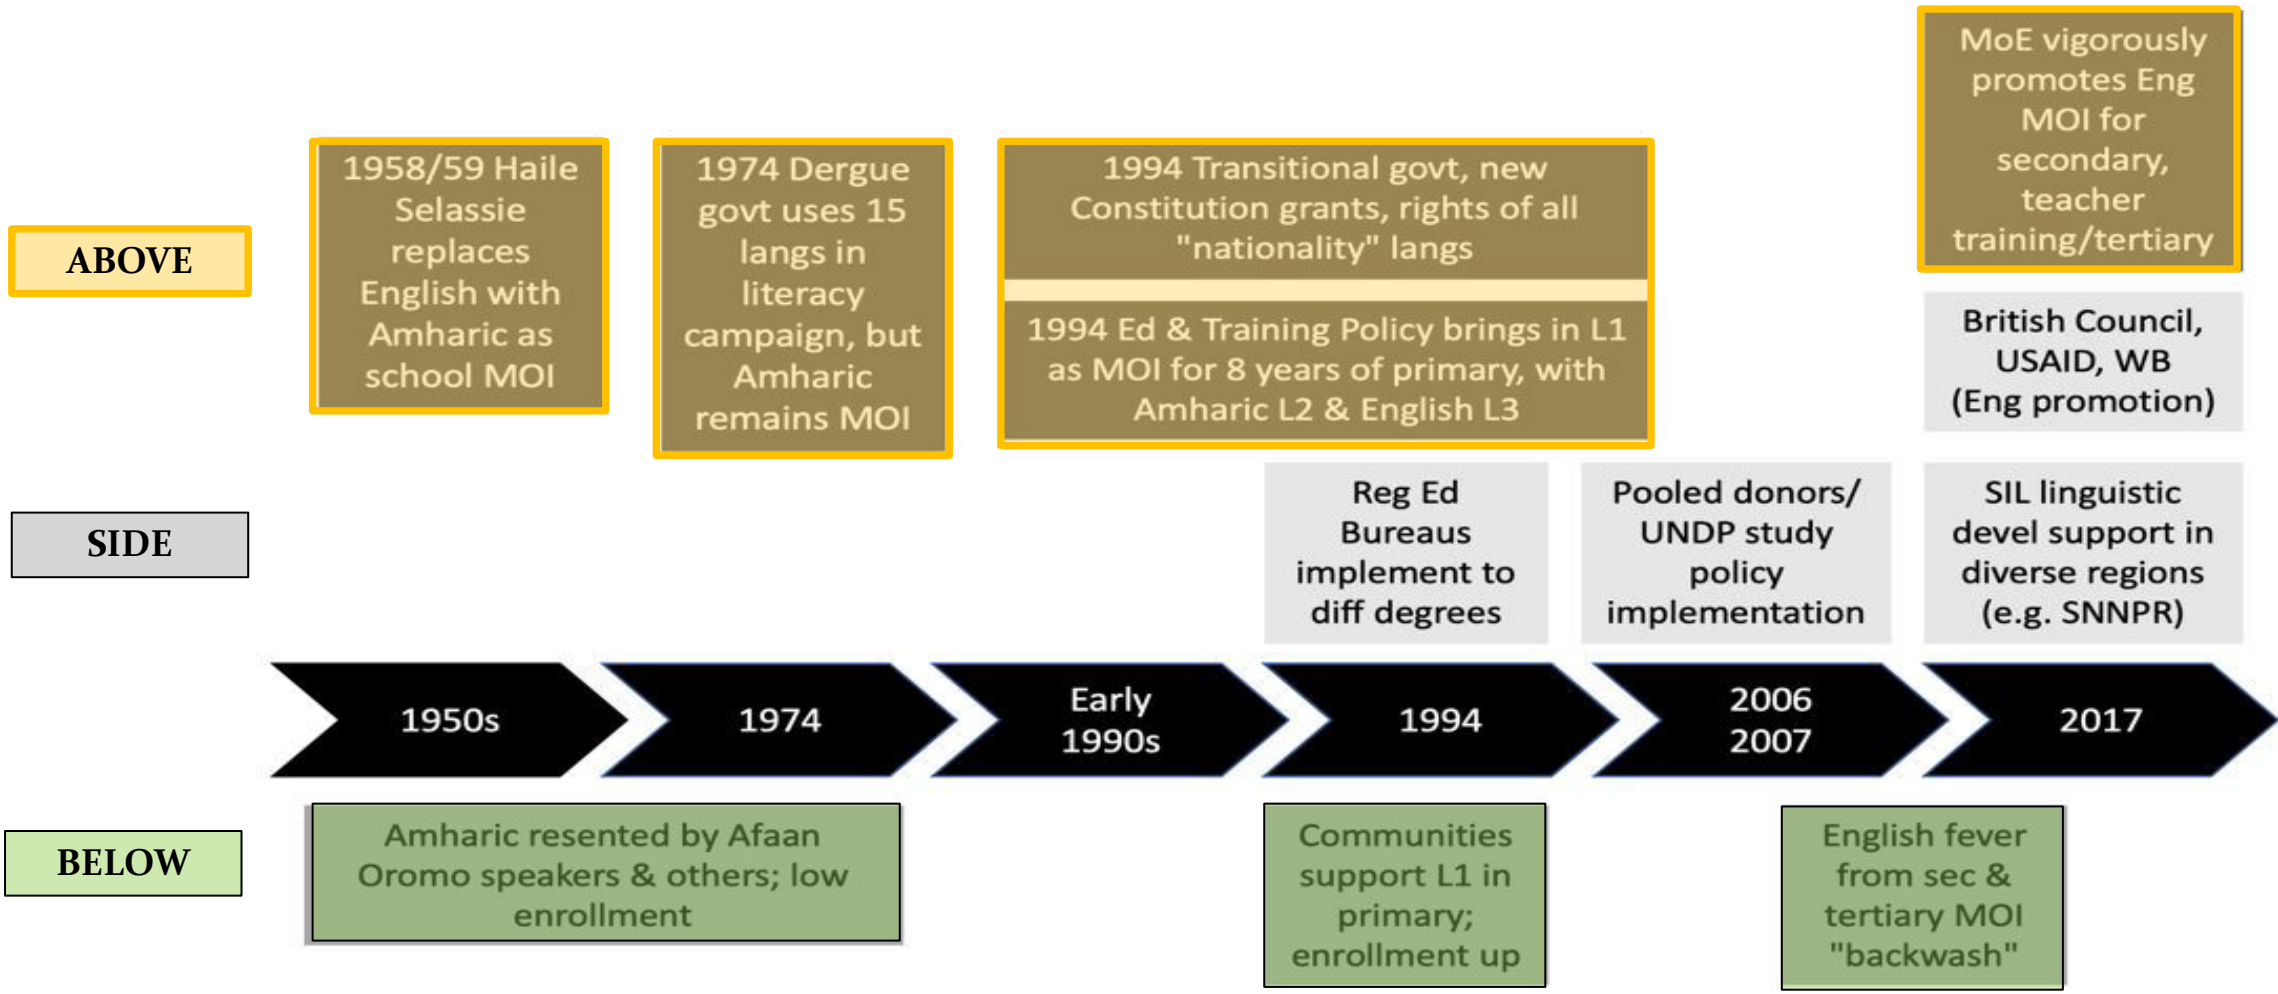 MoE vigorously
promotes Eng
MOI for
secondary,
teacher
training/tertiary
1958/59 Haile
Selassie
replaces
English with
Amharic as
school MOI
1974 Dergue
govt uses 15
langs in
literacy
campaign, but
Amharic
remains MOI
1994 Transitional govt, new
Constitution grants, rights of all
"nationality" langs
1994 Ed & Training Policy brings in L1
as MOI for 8 years of primary, with
Amharic L2 & English L3
ABOVE
British Council,
USAID, WB
(Eng promotion)
SIDE
Reg Ed
Bureaus
implement to
diff degrees
Pooled donors/
UNDP study
policy
implementation
SIL linguistic
devel support in
diverse regions
(e.g. SNNPR)
1950s
1974
Early
1990s
1994
2006
2007
2017
BELOW
Amharic resented by Afaan
Oromo speakers & others; low
enrollment
Communities
support L1 in
primary;
enrollment up
English fever
from sec &
tertiary MOI
"backwash"